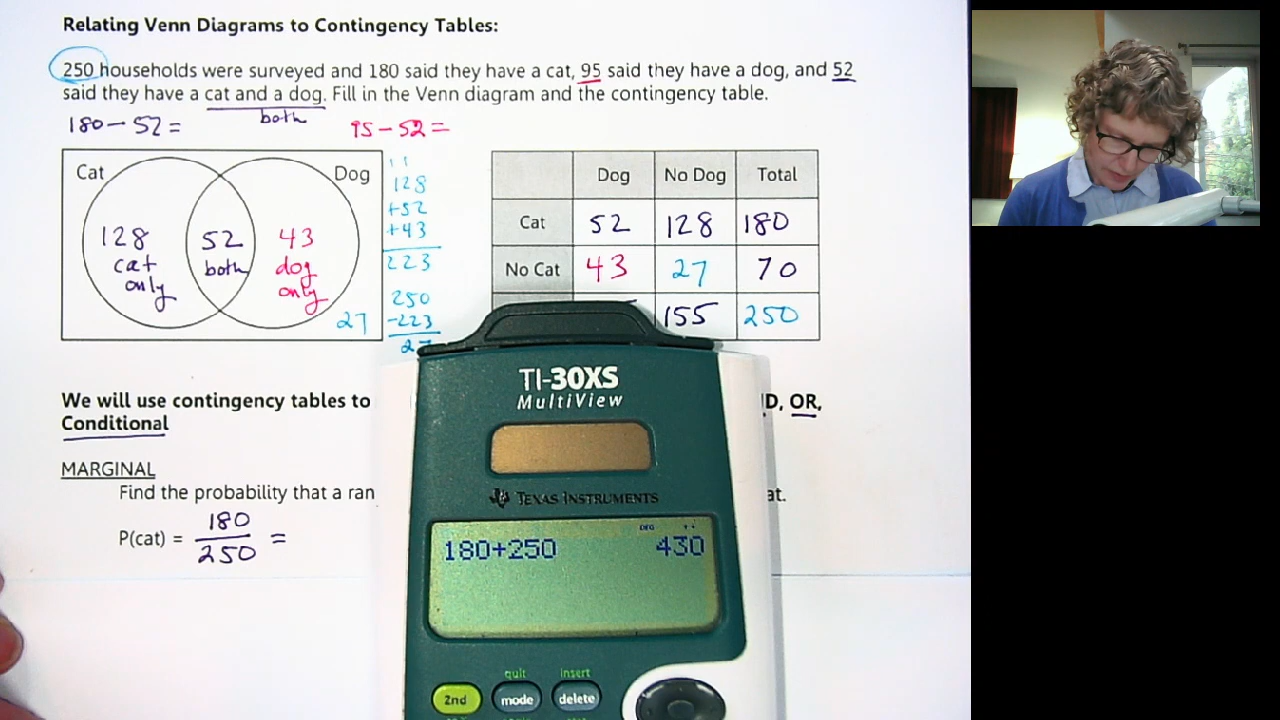 Relating Venn Diagrams to Contingency Tables:
250 households were surveyed and 180 said they have a cat, 95 said they have a dog, and 52
said they have a cat and a dog. Fill in the Venn diagram and the contingency table.
180 - 52 =
both
95 - 52 =
Cat
Dog
128
cat
only
52
both
43
dog
only
27
1 1
128
+52
+43
223
250
-223
27
Dog No Dog Total
Cat 52 128 180
No Cat 43 27 70
155 250
We will use contingency tables to
D, OR,
Conditional
MARGINAL
Find the probability that a ran
at.
P(cat) = 180/250 =
TI-30XS
MultiView
TEXAS INSTRUMENTS
DEG
180+250 430
quit insert
2nd mode delete